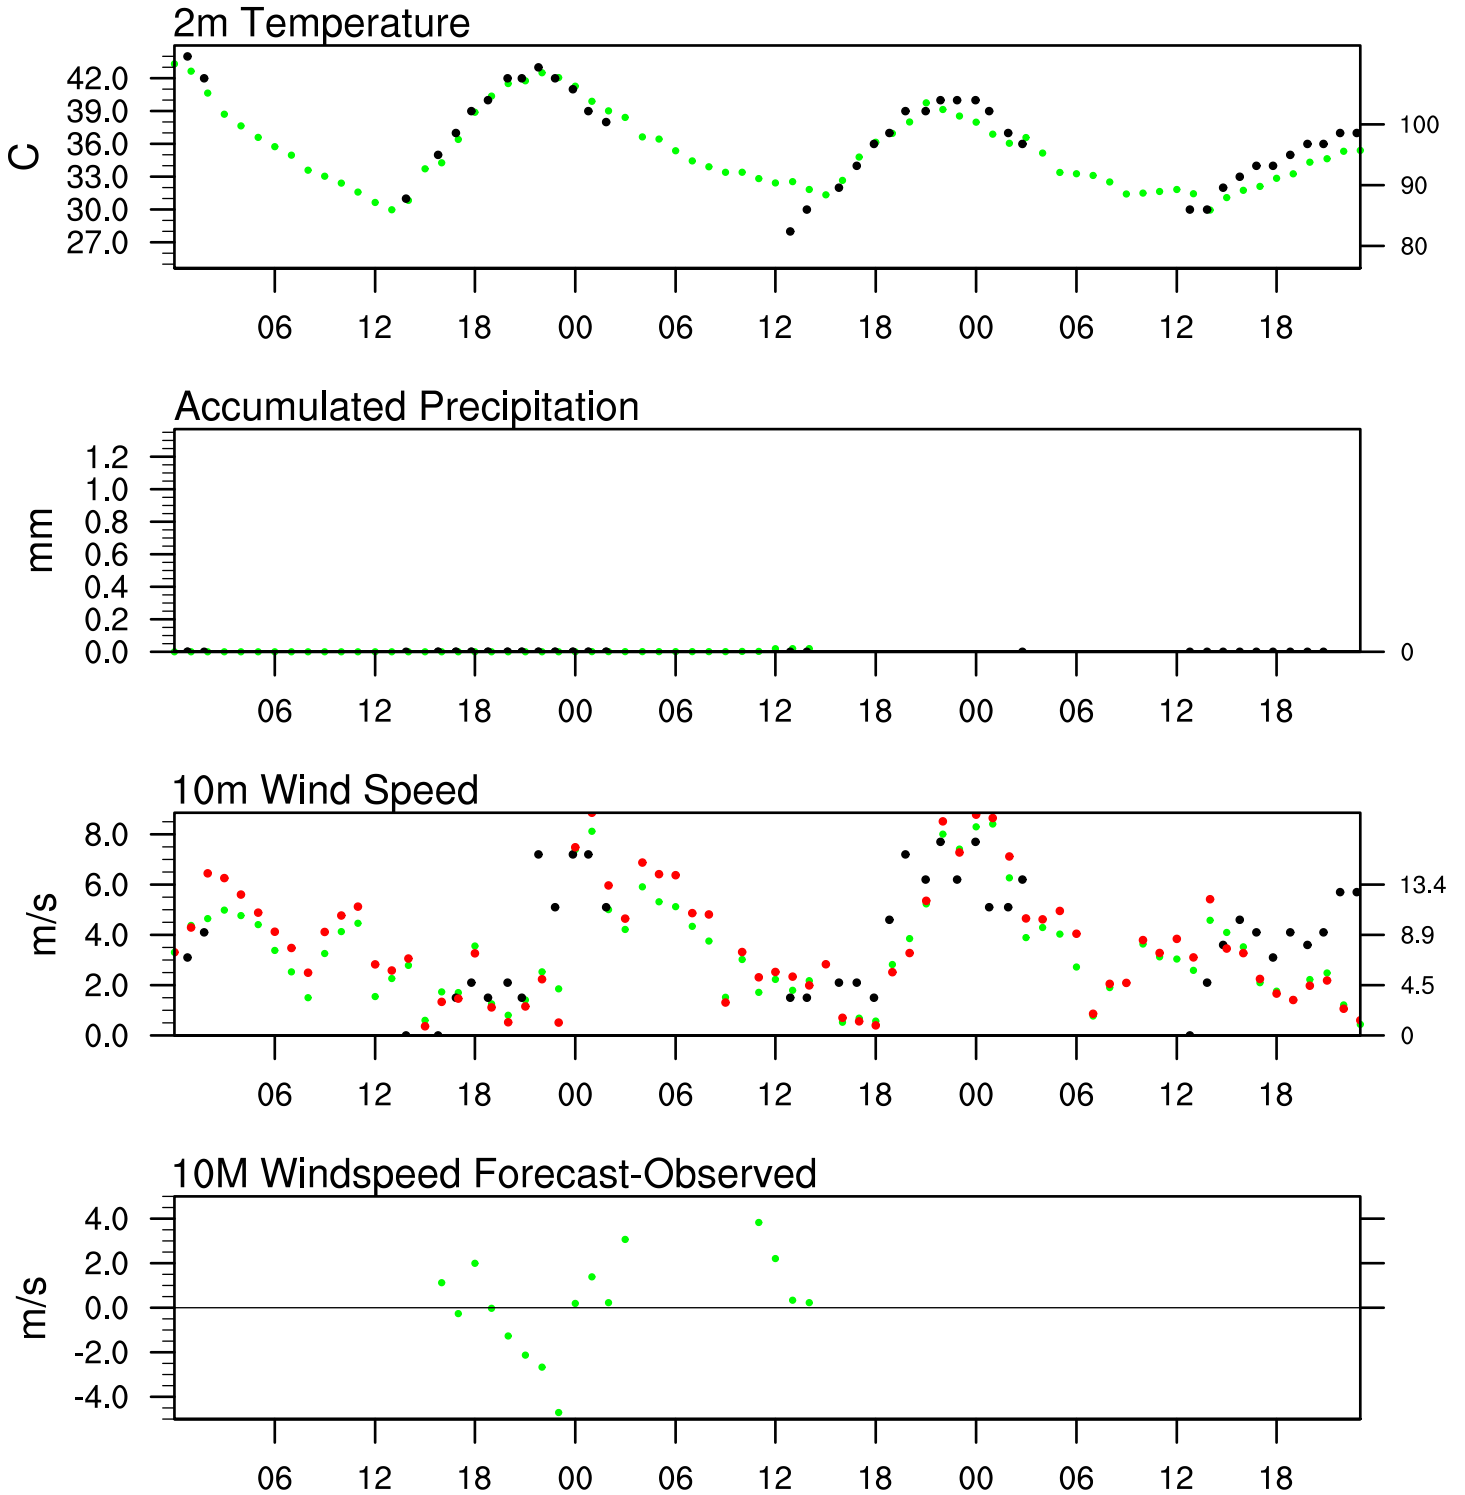 2m Temperature
C
42.0
39.0
36.0
33.0
30.0
27.0
100
90
80
06 12 18 00 06 12 18 00 06 12 18
Accumulated Precipitation
mm
1.2
1.0
0.8
0.6
0.4
0.2
0.0
0
06 12 18 00 06 12 18 00 06 12 18
10m Wind Speed
m/s
8.0
6.0
4.0
2.0
0.0
13.4
8.9
4.5
0
06 12 18 00 06 12 18 00 06 12 18
10M Windspeed Forecast-Observed
m/s
4.0
2.0
0.0
-2.0
-4.0
06 12 18 00 06 12 18 00 06 12 18